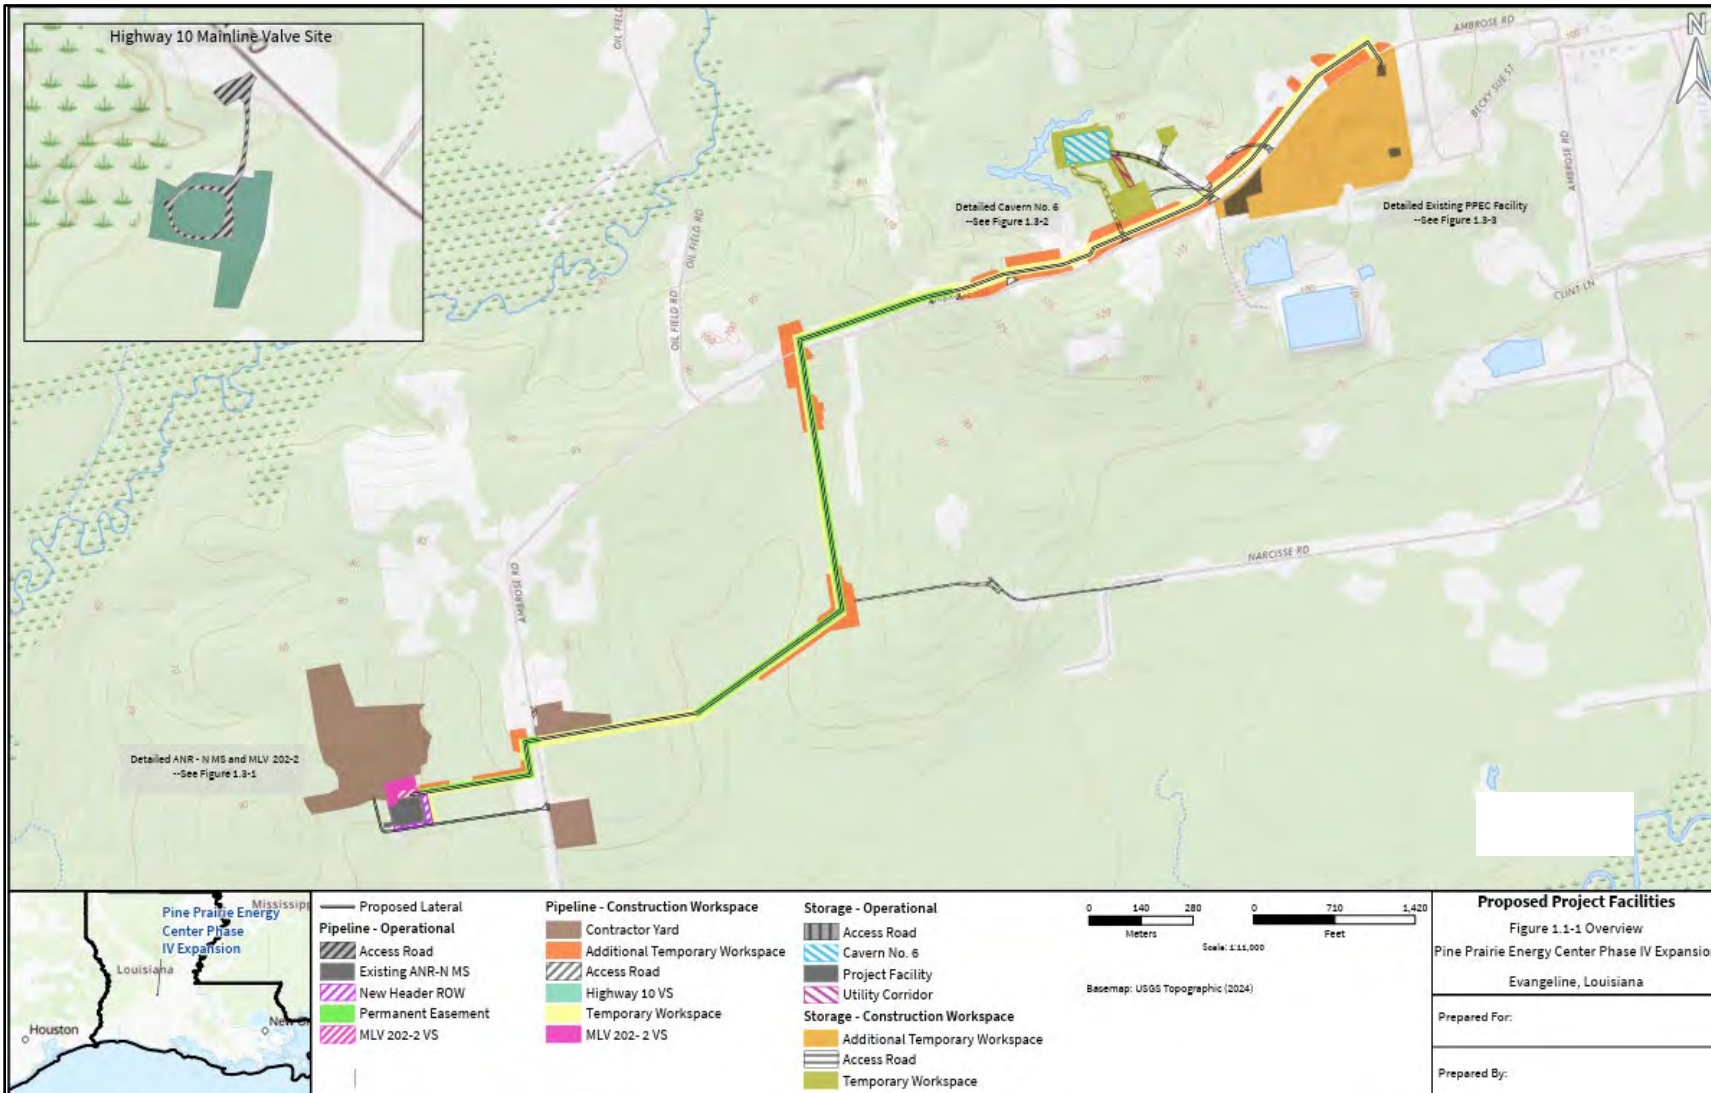 Highway 10 Mainline Valve Site
OIL FIELD RD
AMBROSE RD
N
100
BECKY SUE ST
AMBROSE RD
OIL FIELD RD
Detailed Cavern No. 6
--See Figure 1.3-2
Detailed Existing PPEC Facility
--See Figure 1.3-3
OIL FIELD RD
CLINT LN
NARCISSE RD
AMBROSE RD
Detailed ANR - N MS and MLV 202-2
--See Figure 1.3-1
Mississipp
Pine Prairie Energy
Center Phase
IV Expansion
Louisiana
Houston
New Or
Proposed Lateral
Pipeline - Operational
Access Road
Existing ANR-N MS
New Header ROW
Permanent Easement
MLV 202-2 VS
Pipeline - Construction Workspace
Contractor Yard
Additional Temporary Workspace
Access Road
Highway 10 VS
Temporary Workspace
MLV 202- 2 VS
Storage - Operational
Access Road
Cavern No. 6
Project Facility
Utility Corridor
Storage - Construction Workspace
Additional Temporary Workspace
Access Road
Temporary Workspace
0 140 280
Meters
0 710 1,420
Feet
Scale: 1:11,000
Basemap: USGS Topographic (2024)
Proposed Project Facilities
Figure 1.1-1 Overview
Pine Prairie Energy Center Phase IV Expansio
Evangeline, Louisiana
Prepared For:
Prepared By: